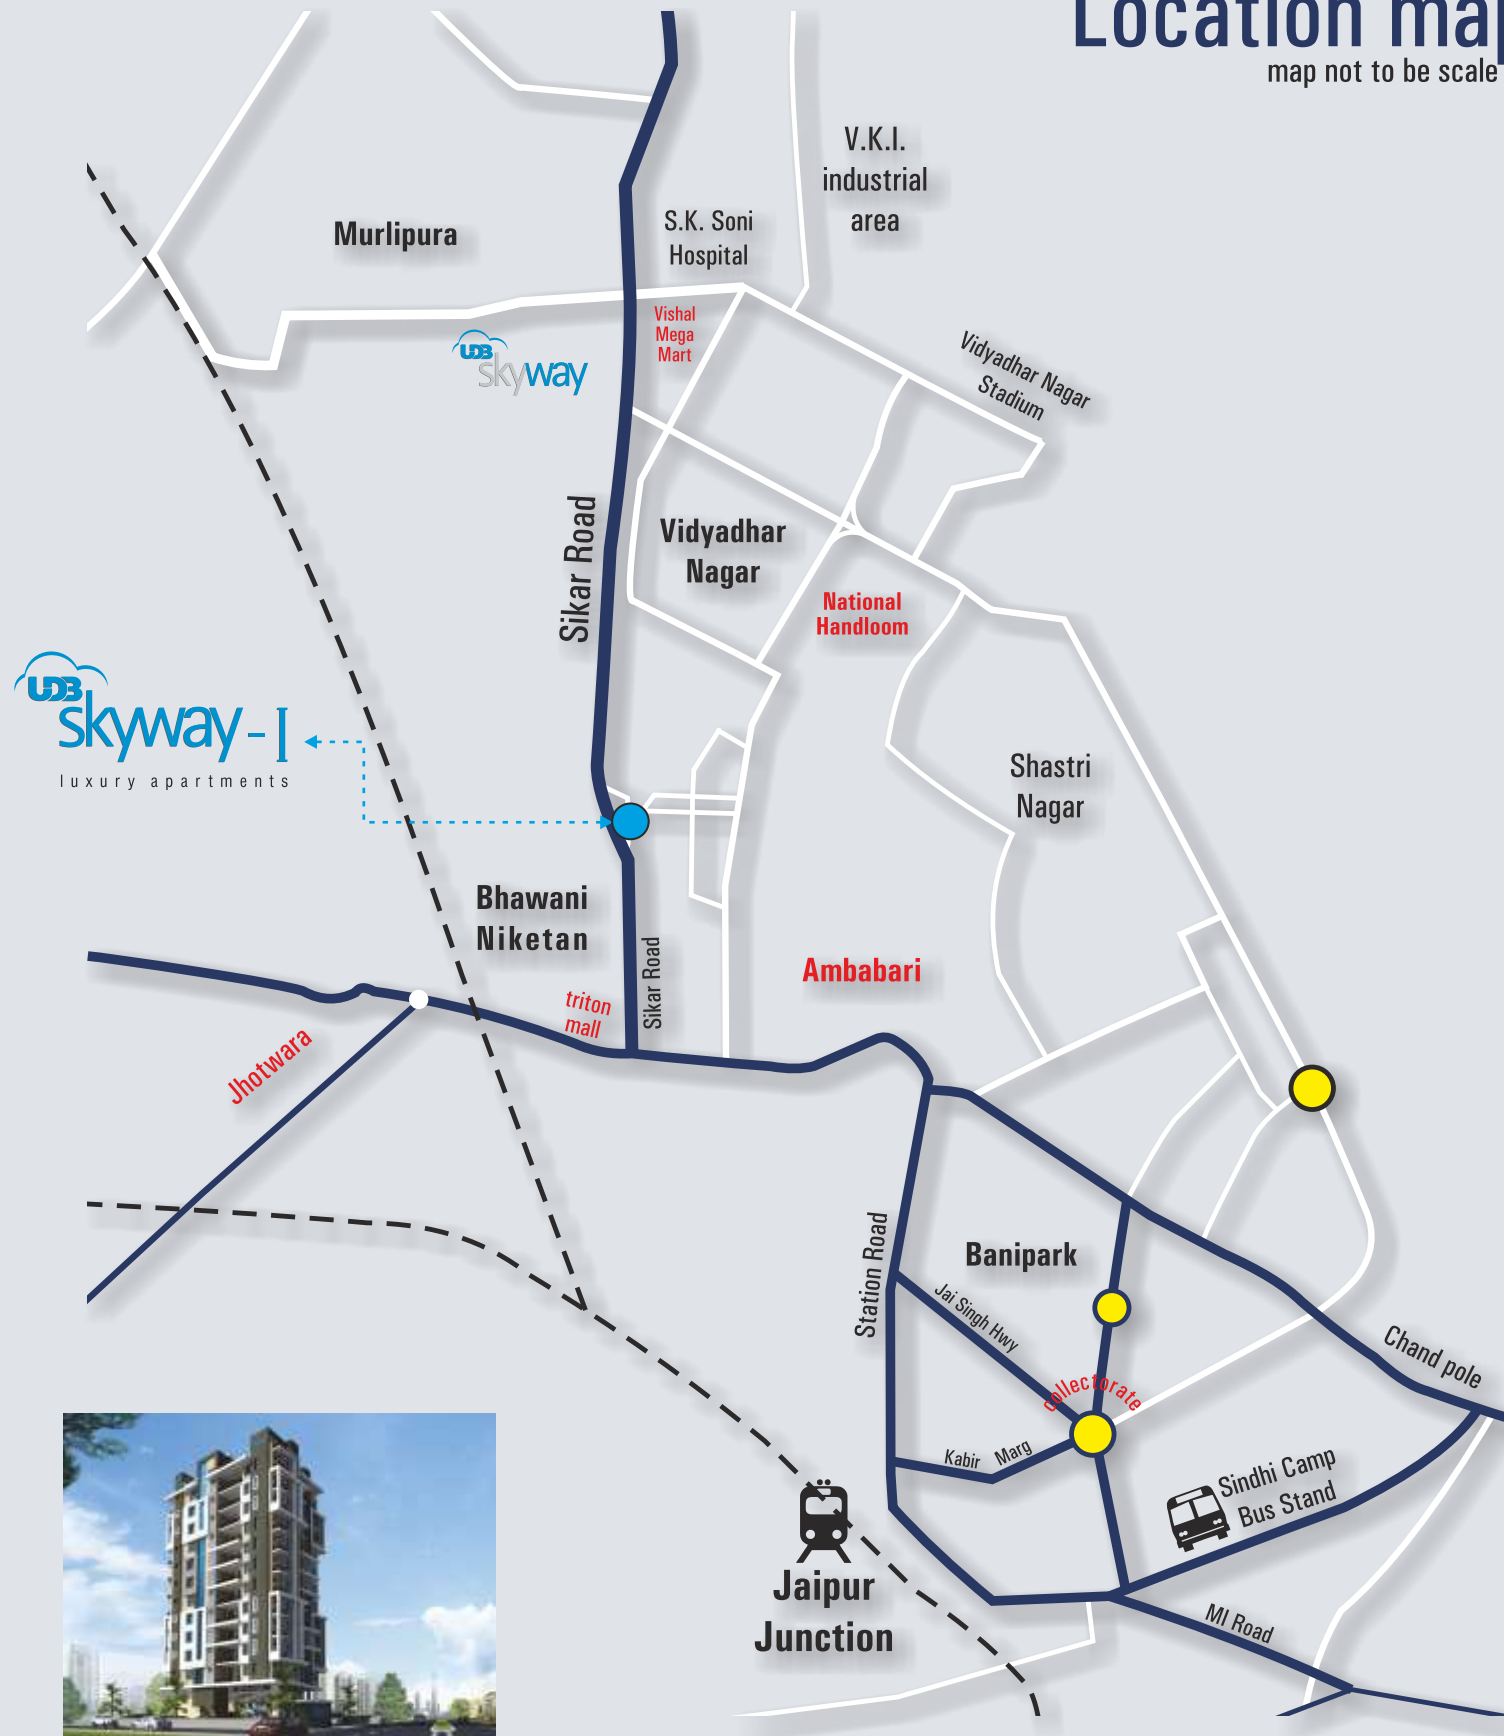 Location map
map not to be scale
V.K.I.
industrial
area
S.K. Soni
Hospital
Murlipura
Vishal
Mega
Mart
UDB
skyway
Vidyadhar Nagar
Stadium
Sikar Road
Vidyadhar
Nagar
National
Handloom
UDB
skyway - I
luxury apartments
Shastri
Nagar
Bhawani
Niketan
Sikar Road
Ambabari
triton
mall
Jhotwara
Station Road
Banipark
Jai Singh Hwy
Chand pole
collectorate
Kabir Marg
Sindhi Camp
Bus Stand
Jaipur
Junction
MI Road